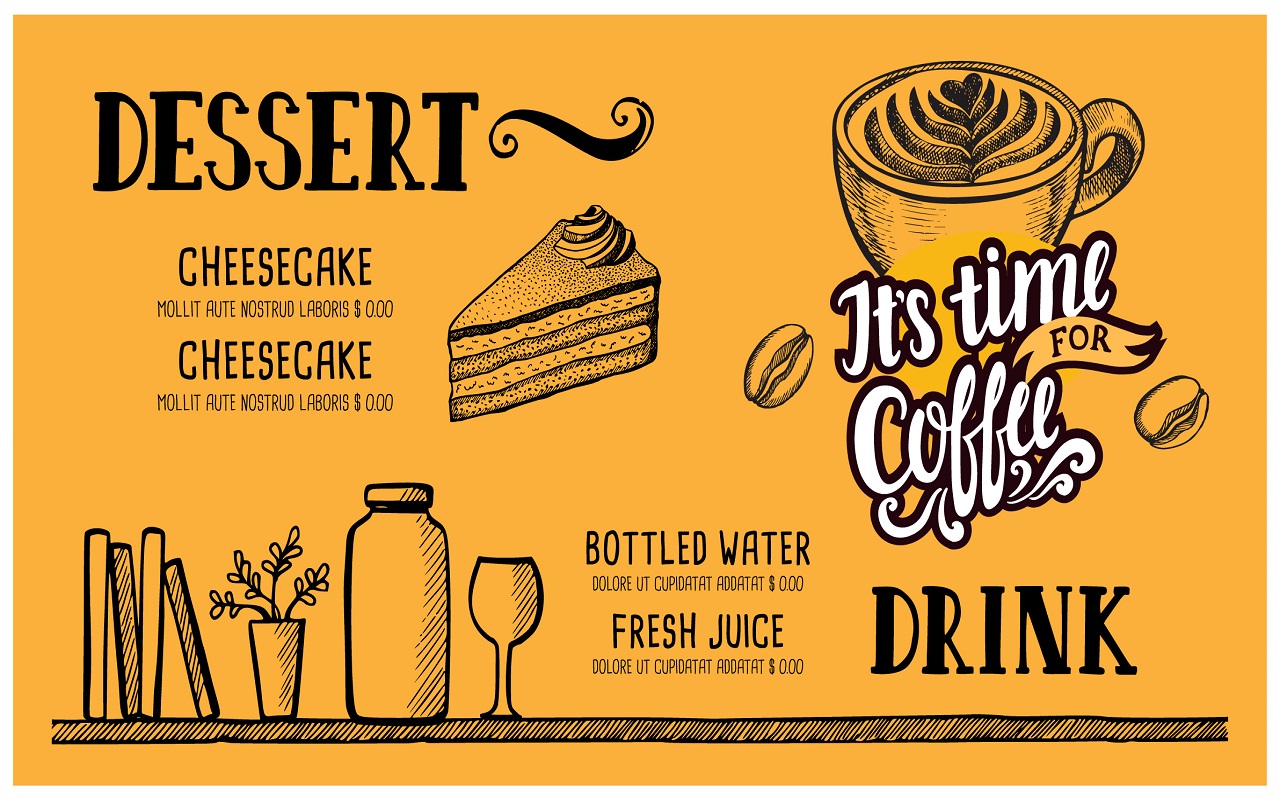 DESSERT
CHEESECAKE
MOLLIT AUTE NOSTRUD LABORIS $ 0.00
CHEESECAKE
MOLLIT AUTE NOSTRUD LABORIS $ 0.00
It's time
FOR
Coffee
BOTTLED WATER
DOLORE UT CUPIDATAT ADDATAT $ 0.00
FRESH JUICE
DOLORE UT CUPIDATAT ADDATAT $ 0.00
DRINK